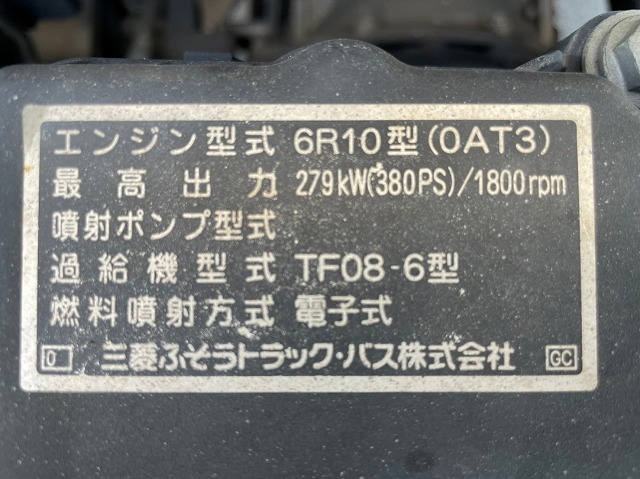 エンジン型式 6R10型(0AT3)
最高出力 279kW(380PS)/1800rpm
噴射ポンプ型式
過給機型式 TF08-6型
燃料噴射方式 電子式
0 三菱ふそうトラック・バス株式会社 GC